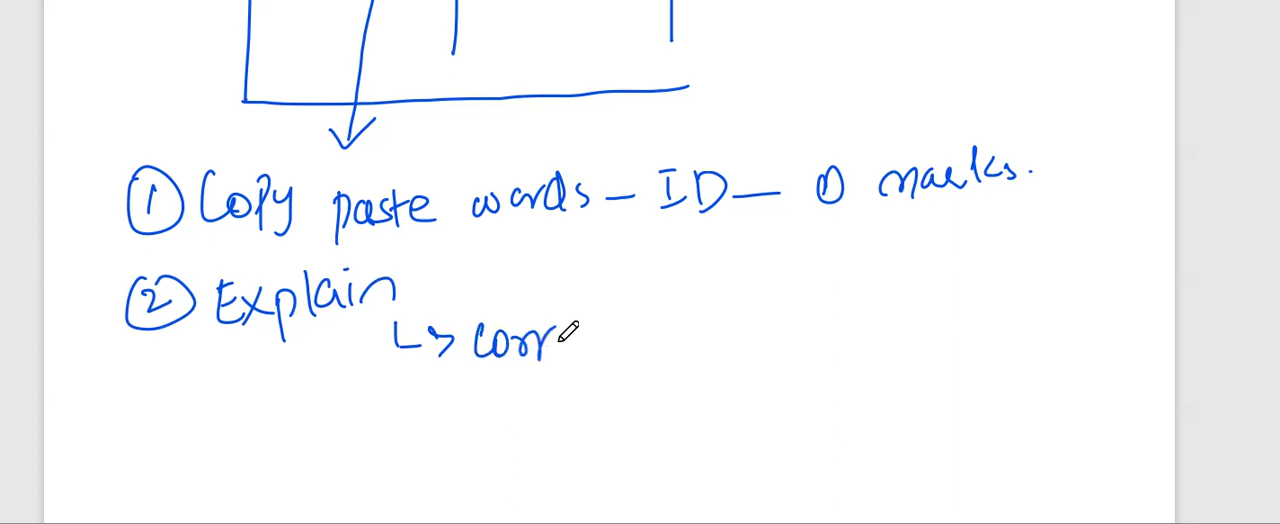 ① Copy paste words - ID - 0 marks.
② Explain
↳ corr